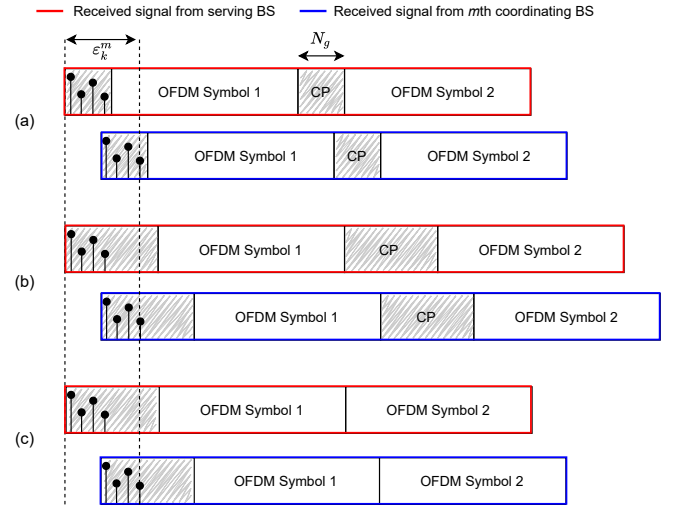 Received signal from serving BS Received signal from mth coordinating BS
ε_k^m N_g
(a)
OFDM Symbol 1 CP OFDM Symbol 2
OFDM Symbol 1 CP OFDM Symbol 2
(b)
OFDM Symbol 1 CP OFDM Symbol 2
OFDM Symbol 1 CP OFDM Symbol 2
(c)
OFDM Symbol 1 OFDM Symbol 2
OFDM Symbol 1 OFDM Symbol 2